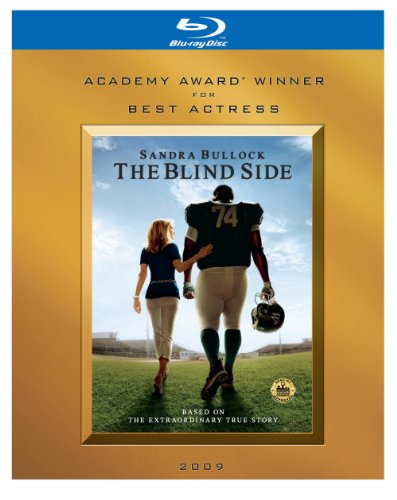 Blu-ray Disc™
ACADEMY AWARD® WINNER
FOR
BEST ACTRESS
SANDRA BULLOCK
THE BLIND SIDE
74
BASED ON
THE EXTRAORDINARY TRUE STORY
2009